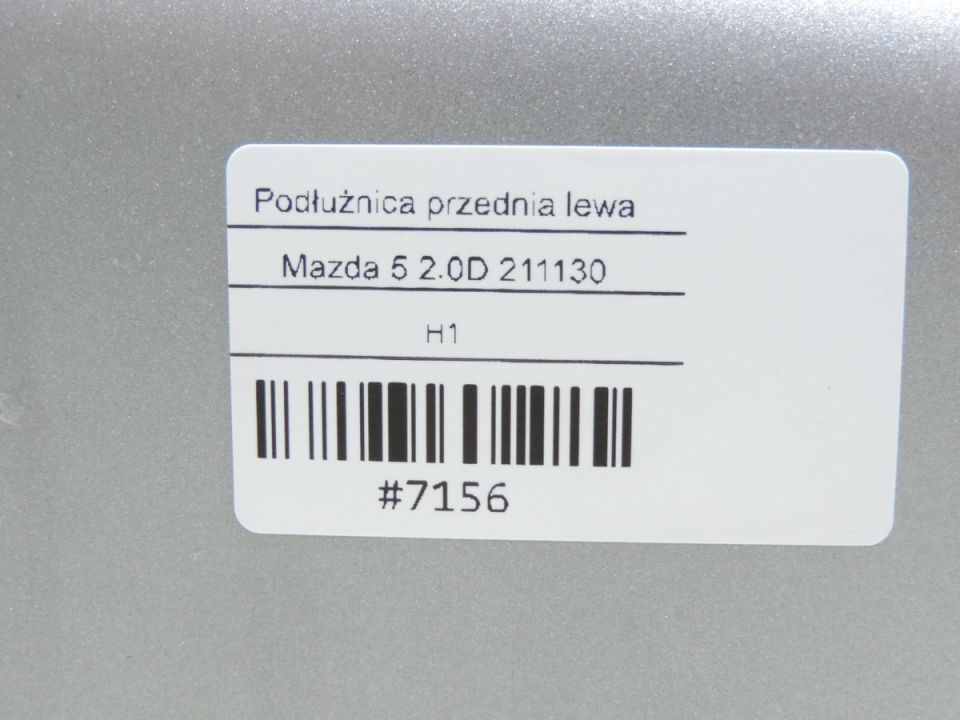 Podłużnica przednia lewa
Mazda 5 2.0D 211130
H1
#7156